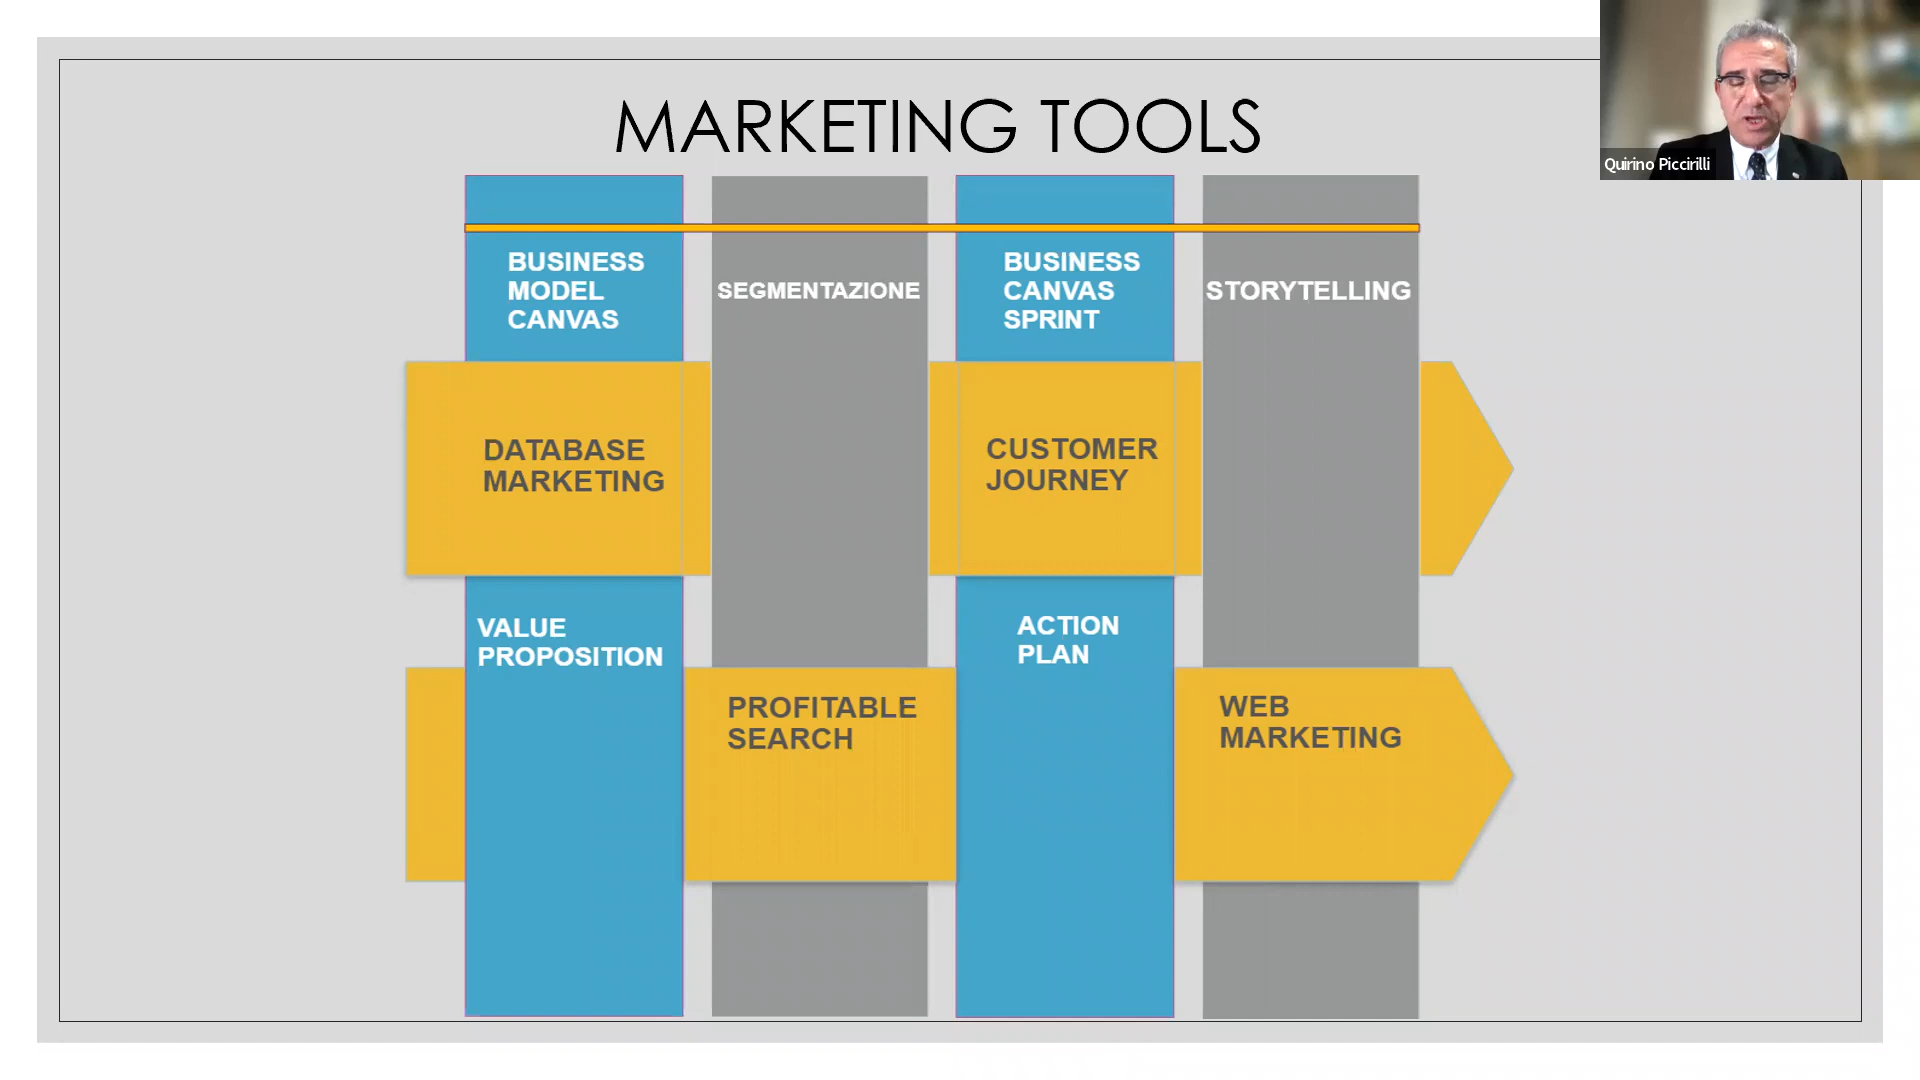 MARKETING TOOLS
Quirino Piccirilli
BUSINESS
MODEL
CANVAS
SEGMENTAZIONE
BUSINESS
CANVAS
SPRINT
STORYTELLING
DATABASE
MARKETING
CUSTOMER
JOURNEY
VALUE
PROPOSITION
ACTION
PLAN
PROFITABLE
SEARCH
WEB
MARKETING